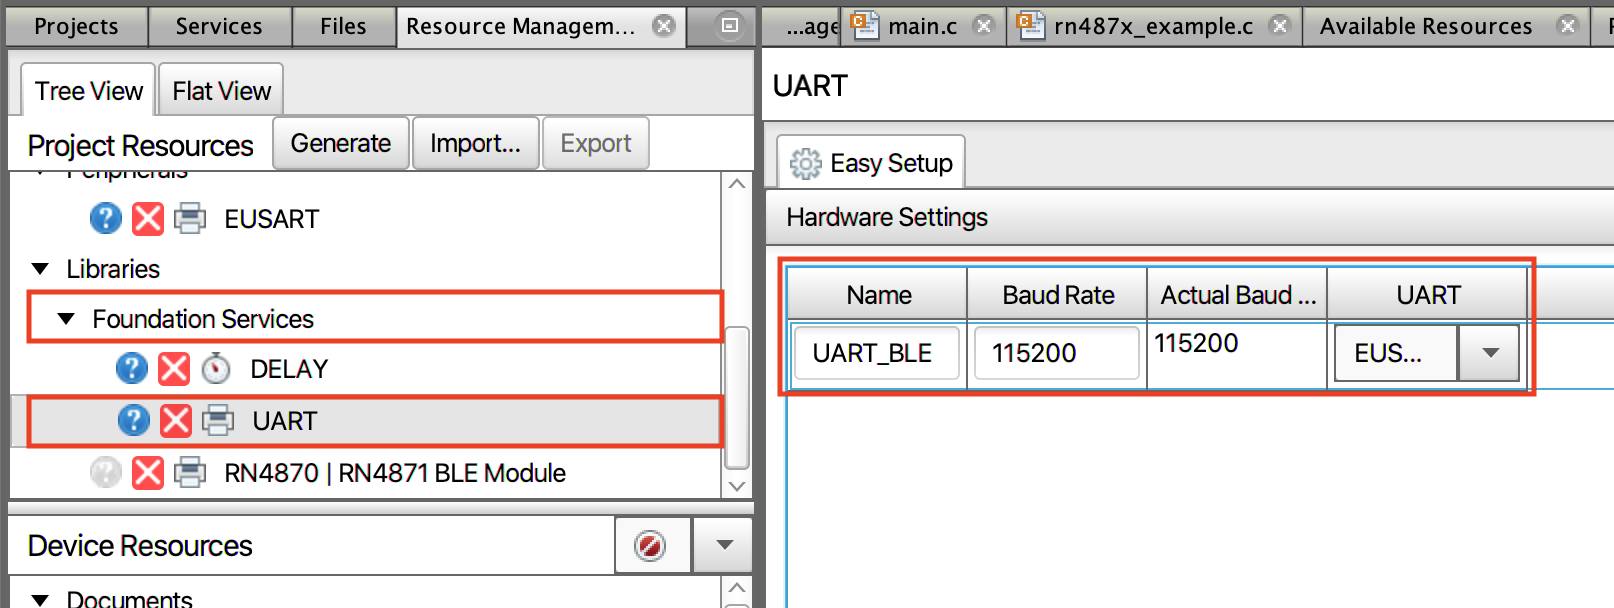 Projects Services Files Resource Managem...
...age main.c rn487x_example.c Available Resources
Tree View Flat View
Project Resources Generate Import... Export
Peripherals
EUSART
Libraries
Foundation Services
DELAY
UART
RN4870 | RN4871 BLE Module
Device Resources
Documents
UART
Easy Setup
Hardware Settings
Name Baud Rate Actual Baud ... UART
UART_BLE 115200 115200 EUS...